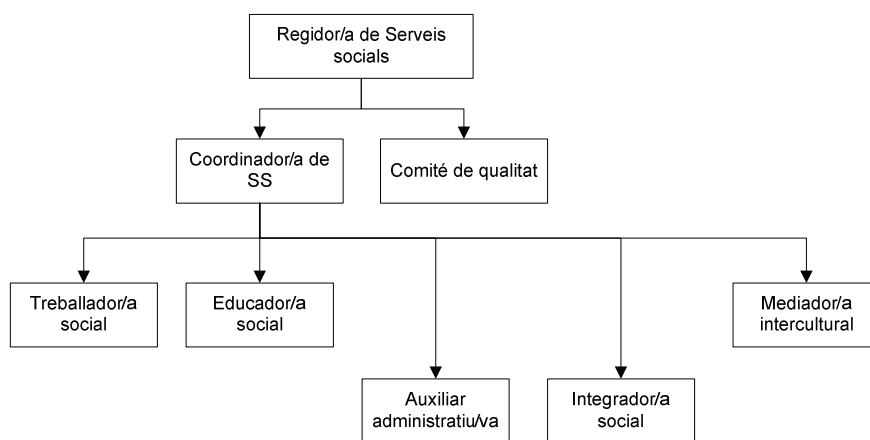 Regidor/a de Serveis
socials
Coordinador/a de
SS
Comité de qualitat
Treballador/a
social
Educador/a
social
Mediador/a
intercultural
Auxiliar
administratiu/va
Integrador/a
social